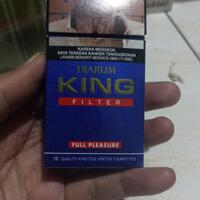 KARENA MEROKOK,
SAYA TERKENA KANKER TENGGOROKAN
LAYANAN BERHENTI MEROKOK (0800-177-6565)
DJARUM
KING
FILTER
FULL PLEASURE
12 QUALITY KING SIZE KRETEK CIGARETTES